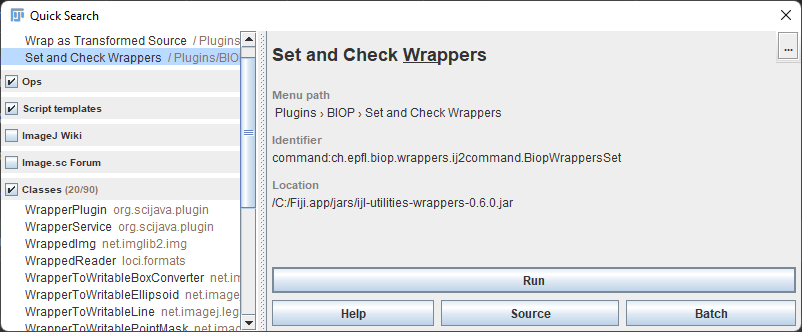 Quick Search
Wrap as Transformed Source / Plugins
Set and Check Wrappers / Plugins/BIO
Ops
Script templates
ImageJ Wiki
Image.sc Forum
Classes (20/90)
WrapperPlugin org.scijava.plugin
WrapperService org.scijava.plugin
WrappedImg net.imglib2.img
WrappedReader loci.formats
WrapperToWritableBoxConverter net.im
WrapperToWritableEllipsoid net.imagej
WrapperToWritableLine net.imagej.leg
WrapperToWritablePointMask net.imag
Set and Check Wrappers
...
Menu path
Plugins › BIOP › Set and Check Wrappers
Identifier
command:ch.epfl.biop.wrappers.ij2command.BiopWrappersSet
Location
/C:/Fiji.app/jars/ijl-utilities-wrappers-0.6.0.jar
Run
Help
Source
Batch